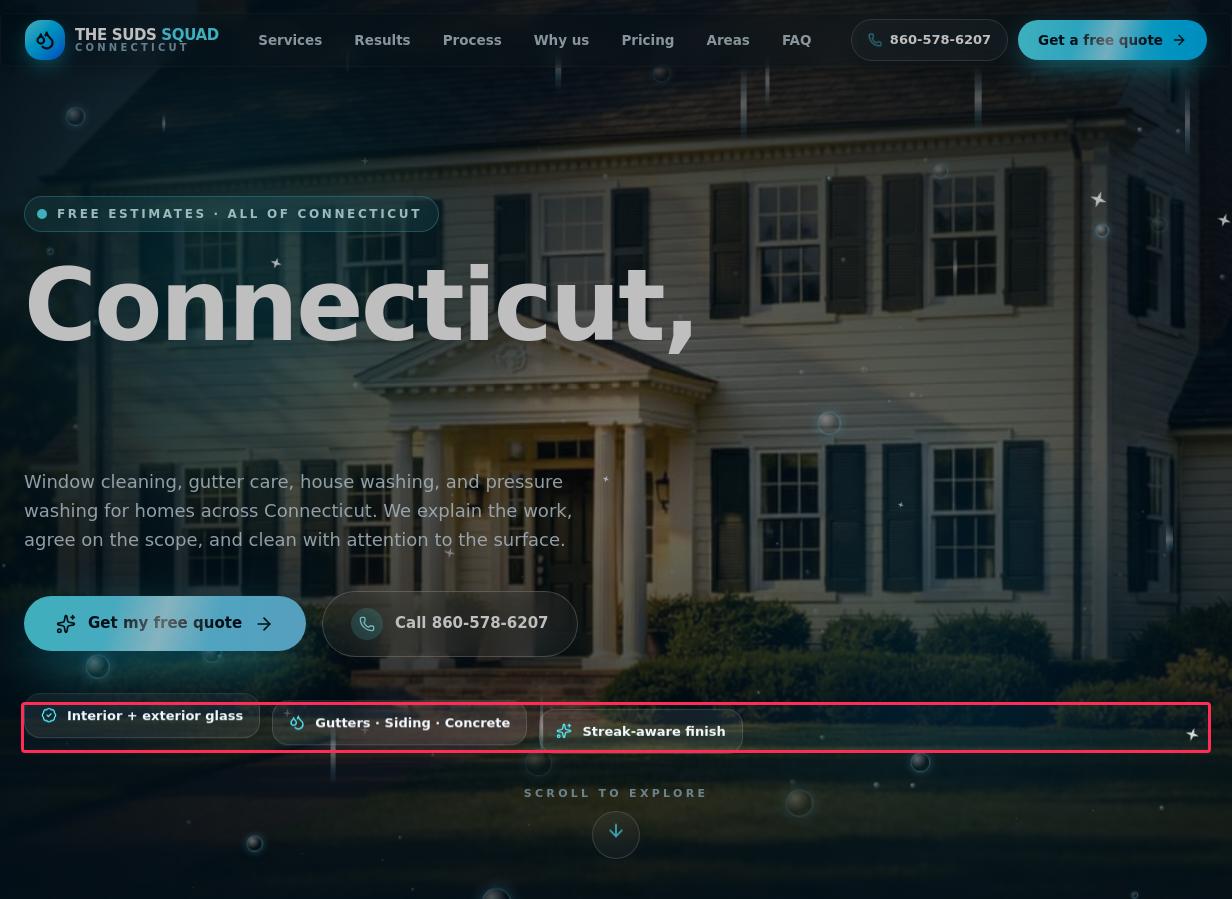 THE SUDS SQUAD
CONNECTICUT
Services
Results
Process
Why us
Pricing
Areas
FAQ
860-578-6207
Get a free quote
FREE ESTIMATES · ALL OF CONNECTICUT
Connecticut,
Window cleaning, gutter care, house washing, and pressure
washing for homes across Connecticut. We explain the work,
agree on the scope, and clean with attention to the surface.
Get my free quote
Call 860-578-6207
Interior + exterior glass
Gutters · Siding · Concrete
Streak-aware finish
SCROLL TO EXPLORE